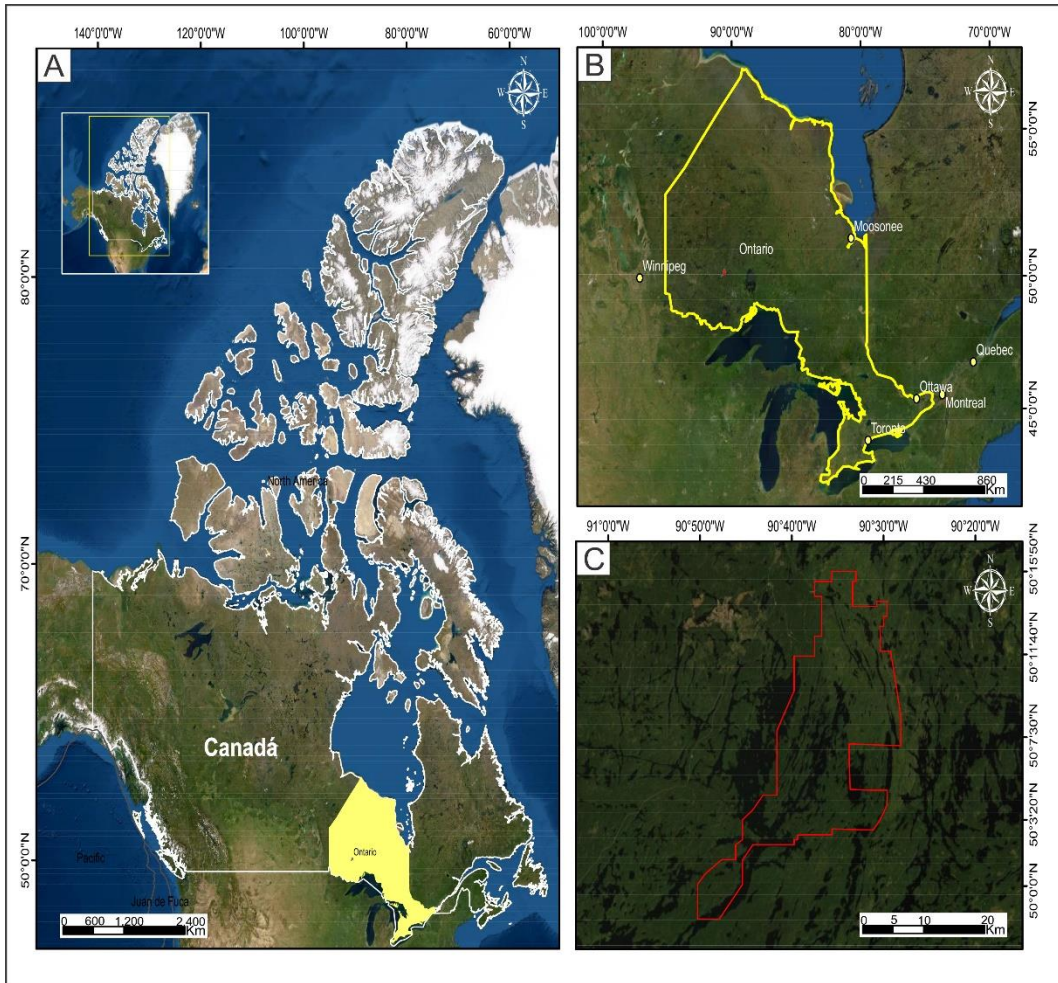 A
140°0'0"W 120°0'0"W 100°0'0"W 80°0'0"W 60°0'0"W
N
W E
S
80°0'0"N
70°0'0"N
50°0'0"N
North America
Canadá
Ontario
Pacific
Juan de Fuca
0 600 1,200 2,400
Km
B
100°0'0"W 90°0'0"W 80°0'0"W 70°0'0"W
N
W E
S
55°0'0"N
50°0'0"N
45°0'0"N
Moosonee
Ontario
Winnipeg
Quebec
Ottawa
Montreal
Toronto
0 215 430 860
Km
C
91°0'0"W 90°50'0"W 90°40'0"W 90°30'0"W 90°20'0"W
N
W E
S
50°15'50"N
50°11'40"N
50°7'30"N
50°3'20"N
50°0'0"N
0 5 10 20
Km